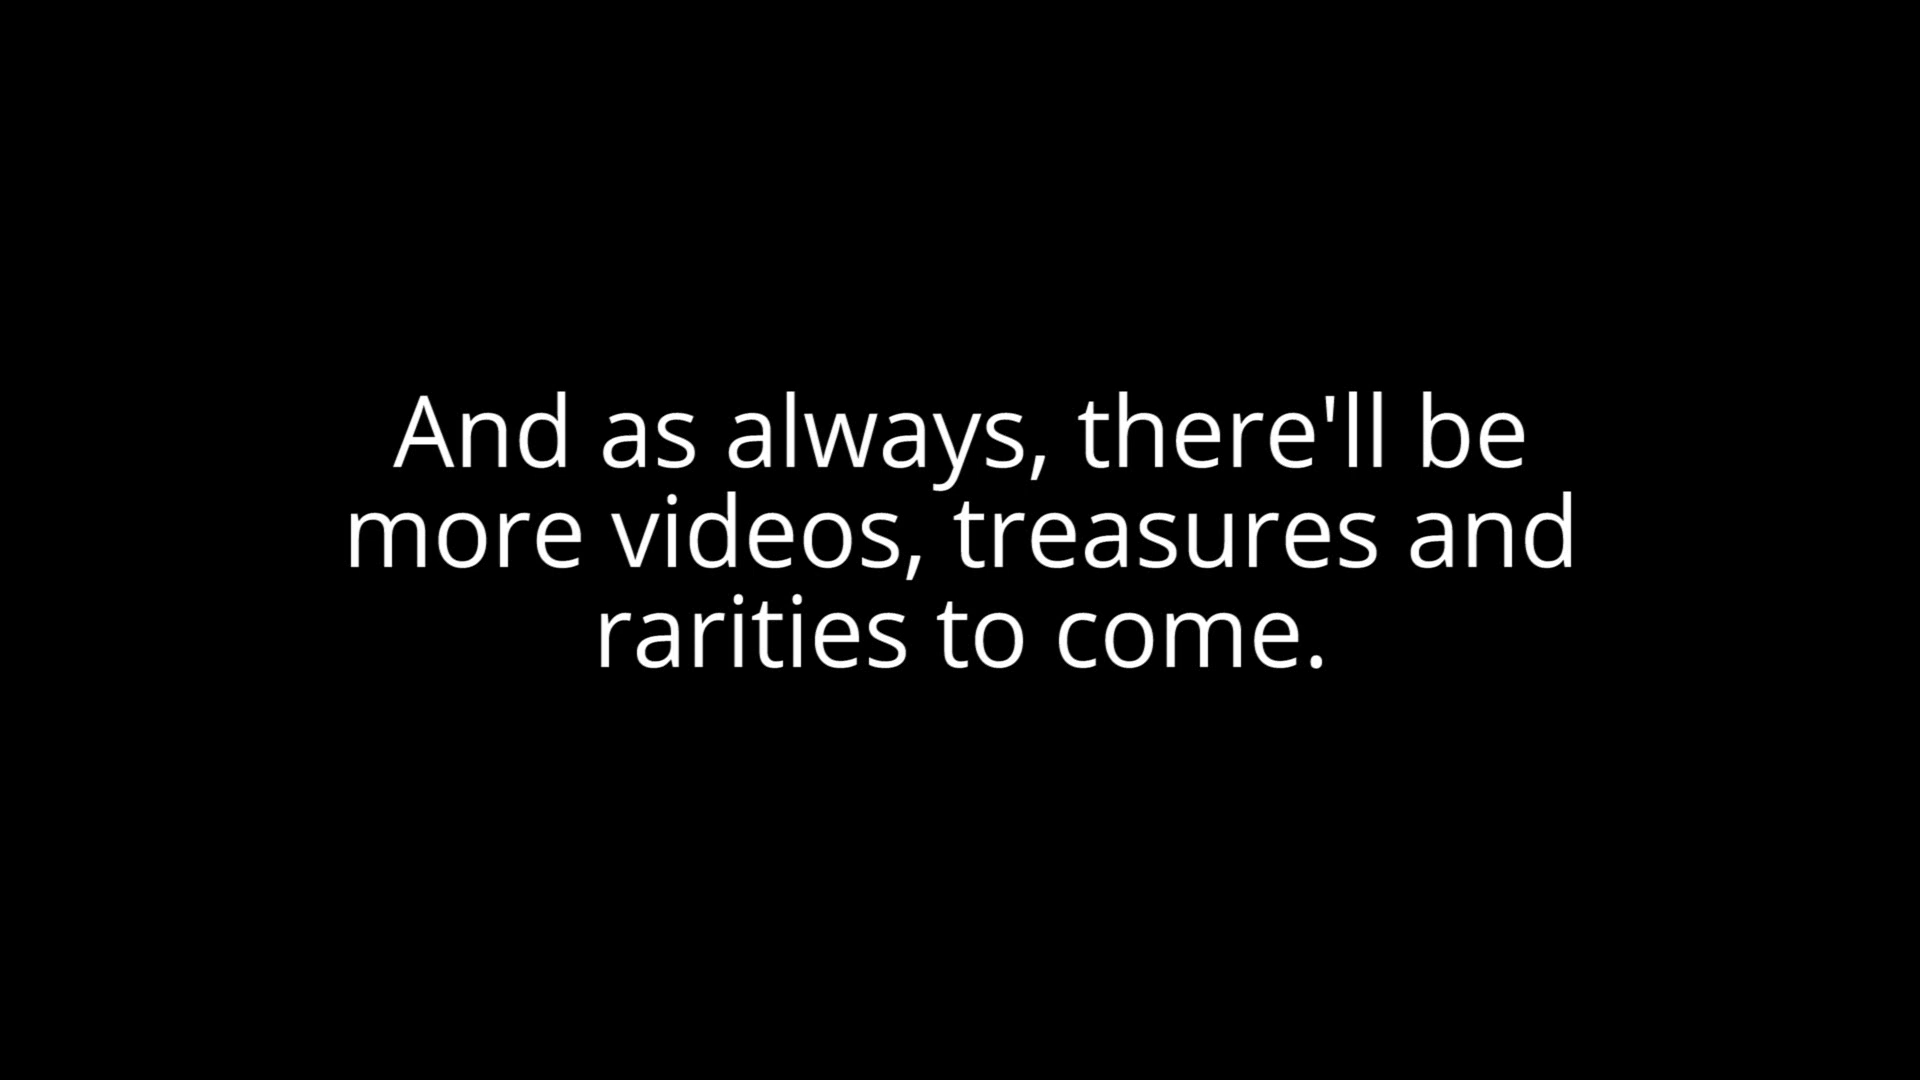 And as always, there'll be
more videos, treasures and
rarities to come.